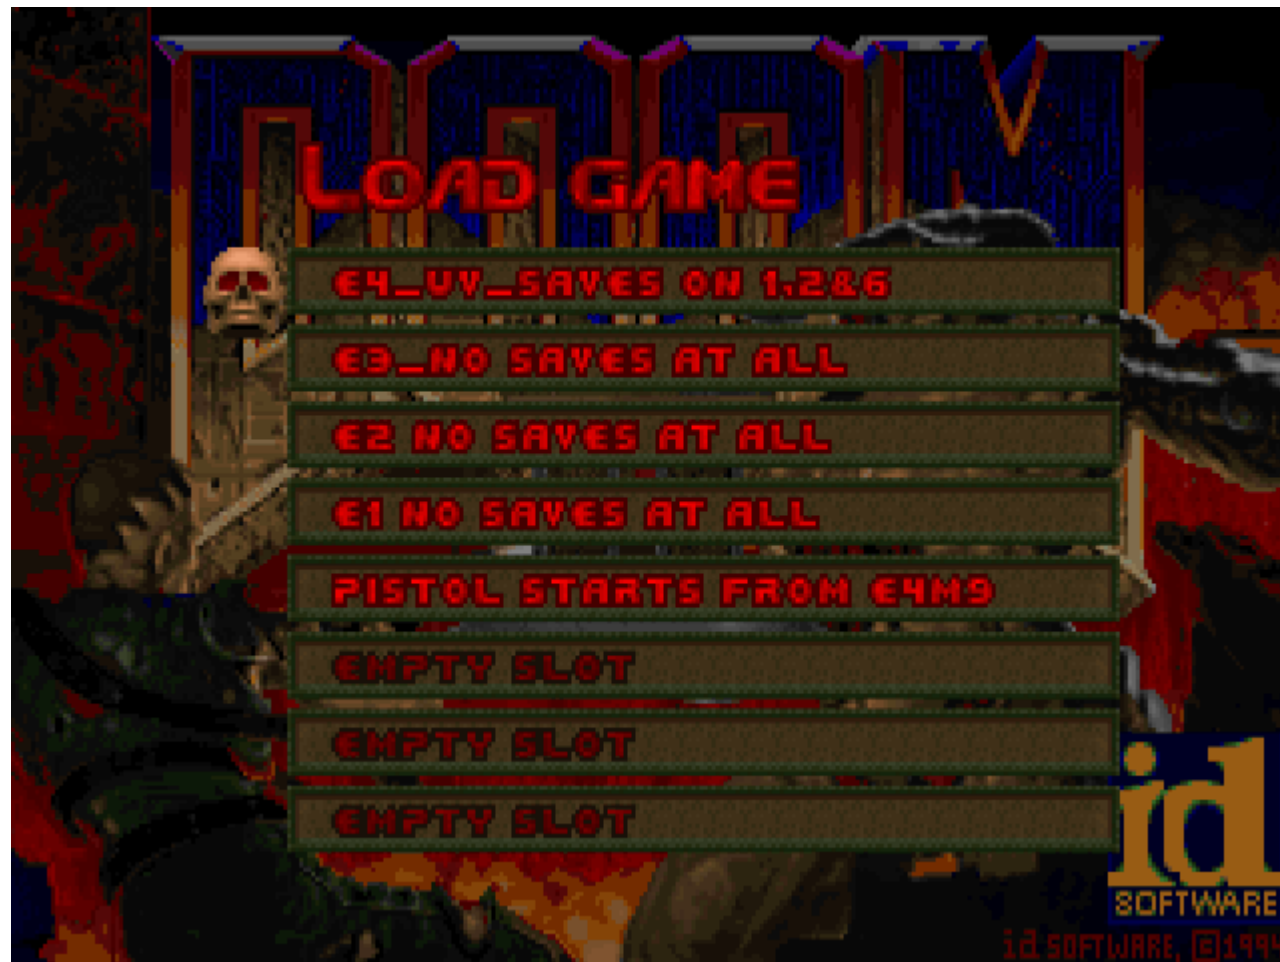 DOOM
LOAD GAME
E4_UV_SAVES ON 1,2&6
E3_NO SAVES AT ALL
E2 NO SAVES AT ALL
E1 NO SAVES AT ALL
PISTOL STARTS FROM E4M9
EMPTY SLOT
EMPTY SLOT
EMPTY SLOT
id
SOFTWARE
id SOFTWARE, ©1994